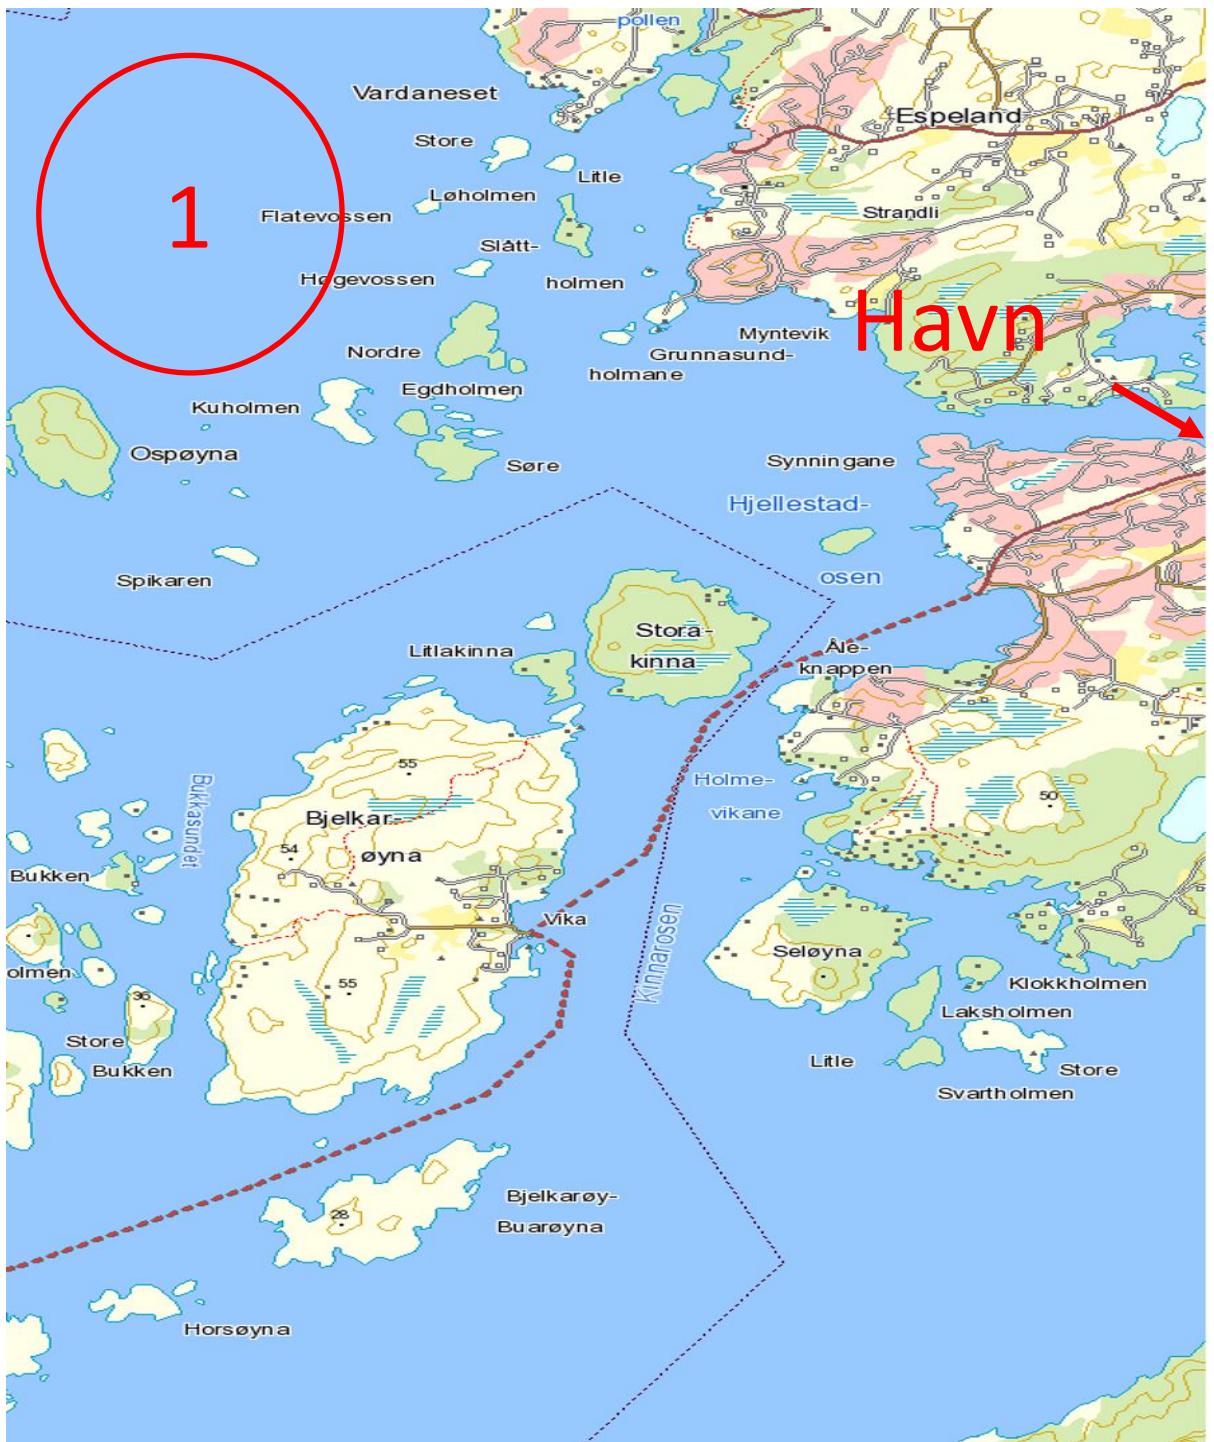 pollen
Vardaneset
Espeland
Store
Litle
Løholmen
1
Flatevossen
Strandli
Slått-
holmen
Høgevossen
Havn
Myntevik
Nordre
Grunnasund-
holmane
Egdholmen
Kuholmen
Ospøyna
Søre
Synningane
Hjellestad-
osen
Spikaren
Stora-
kinna
Litlakinna
Åle-
knappen
55
Holme-
vikane
Bukkasundet
50
Bjelkar-
øyna
54
Bukken
Vika
Kinnarosen
Seløyna
olmen
55
Klokkholmen
36
Laksholmen
Store
Bukken
Litle
Store
Svartholmen
Bjelkarøy-
Buarøyna
28
Horsøyna